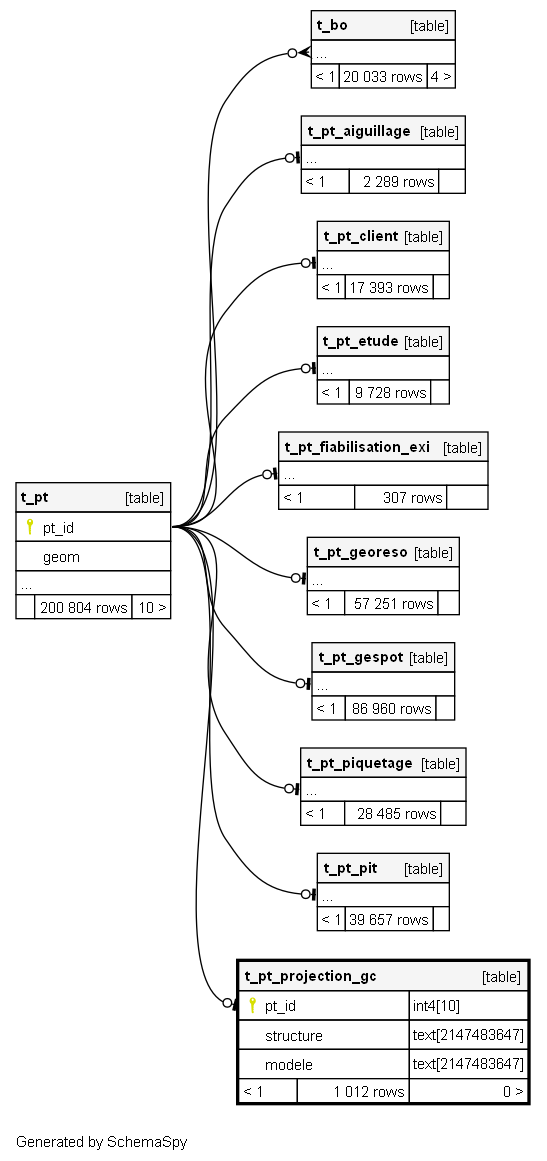 t_bo [table]
...
< 1 20 033 rows 4 >
t_pt_aiguillage [table]
...
< 1 2 289 rows
t_pt_client [table]
...
< 1 17 393 rows
t_pt_etude [table]
...
< 1 9 728 rows
t_pt_fiabilisation_exi [table]
...
< 1 307 rows
t_pt [table]
pt_id
geom
...
200 804 rows 10 >
t_pt_georeso [table]
...
< 1 57 251 rows
t_pt_gespot [table]
...
< 1 86 960 rows
t_pt_piquetage [table]
...
< 1 28 485 rows
t_pt_pit [table]
...
< 1 39 657 rows
t_pt_projection_gc [table]
pt_id int4[10]
structure text[2147483647]
modele text[2147483647]
< 1 1 012 rows 0 >
Generated by SchemaSpy